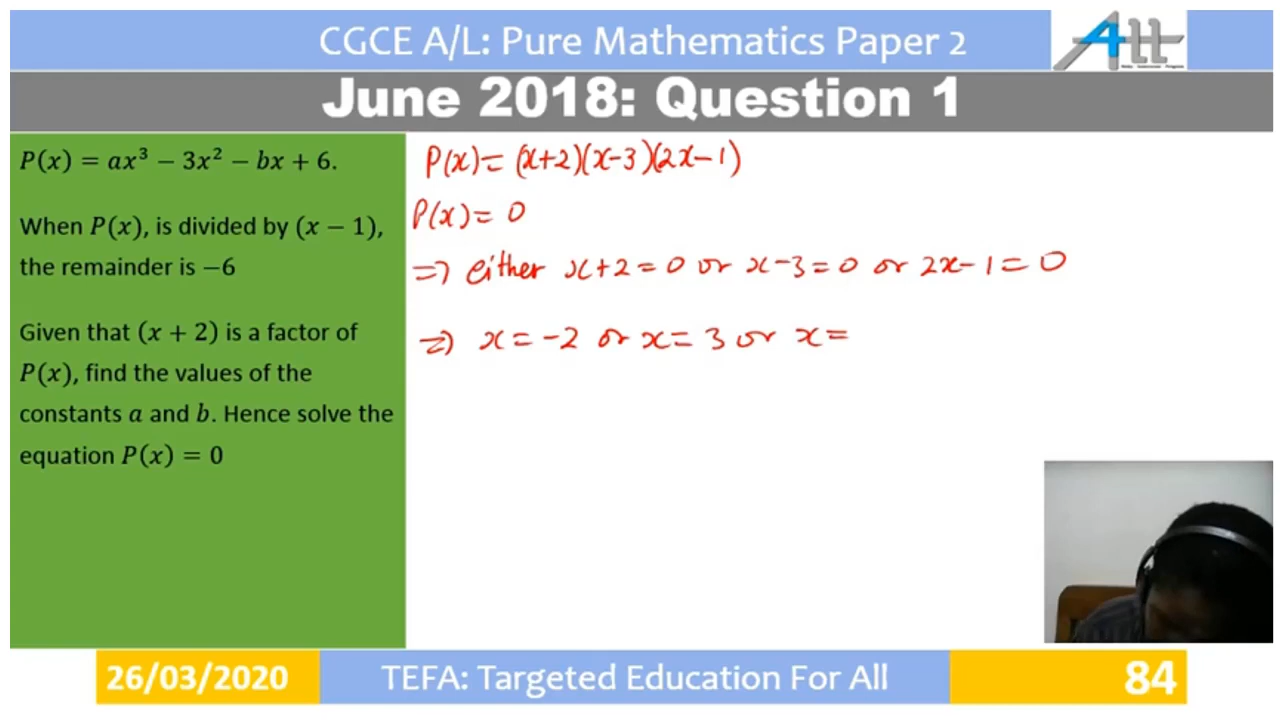 CGCE A/L: Pure Mathematics Paper 2
Att
June 2018: Question 1
P(x) = ax³ − 3x² − bx + 6.
When P(x), is divided by (x − 1),
the remainder is −6
Given that (x + 2) is a factor of
P(x), find the values of the
constants a and b. Hence solve the
equation P(x) = 0
P(x) = (x+2)(x-3)(2x-1)
P(x) = 0
=> either x+2=0 or x-3=0 or 2x-1=0
=> x=-2 or x=3 or x=
26/03/2020
TEFA: Targeted Education For All
84